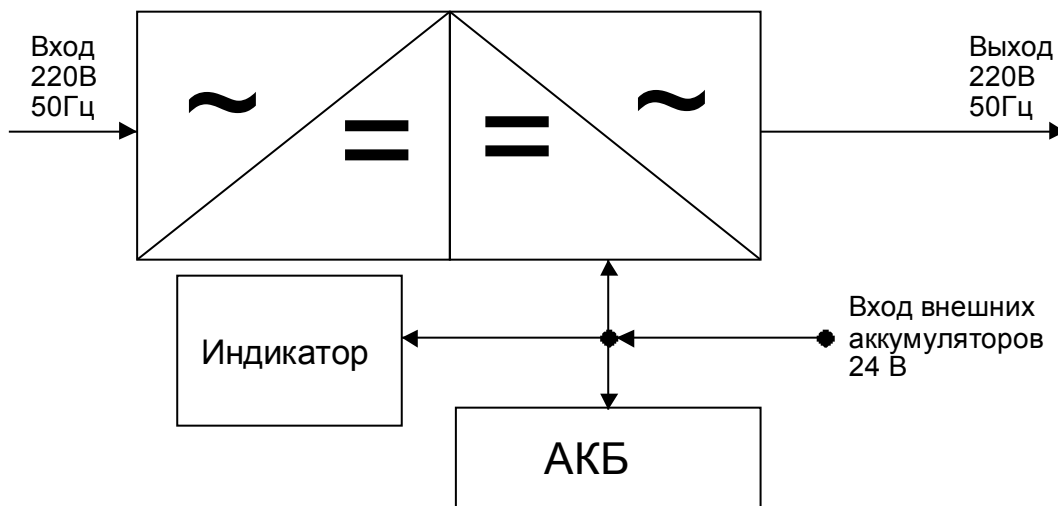 Вход
220В
50Гц
~
=
=
~
Выход
220В
50Гц
Индикатор
Вход внешних
аккумуляторов
24 В
АКБ